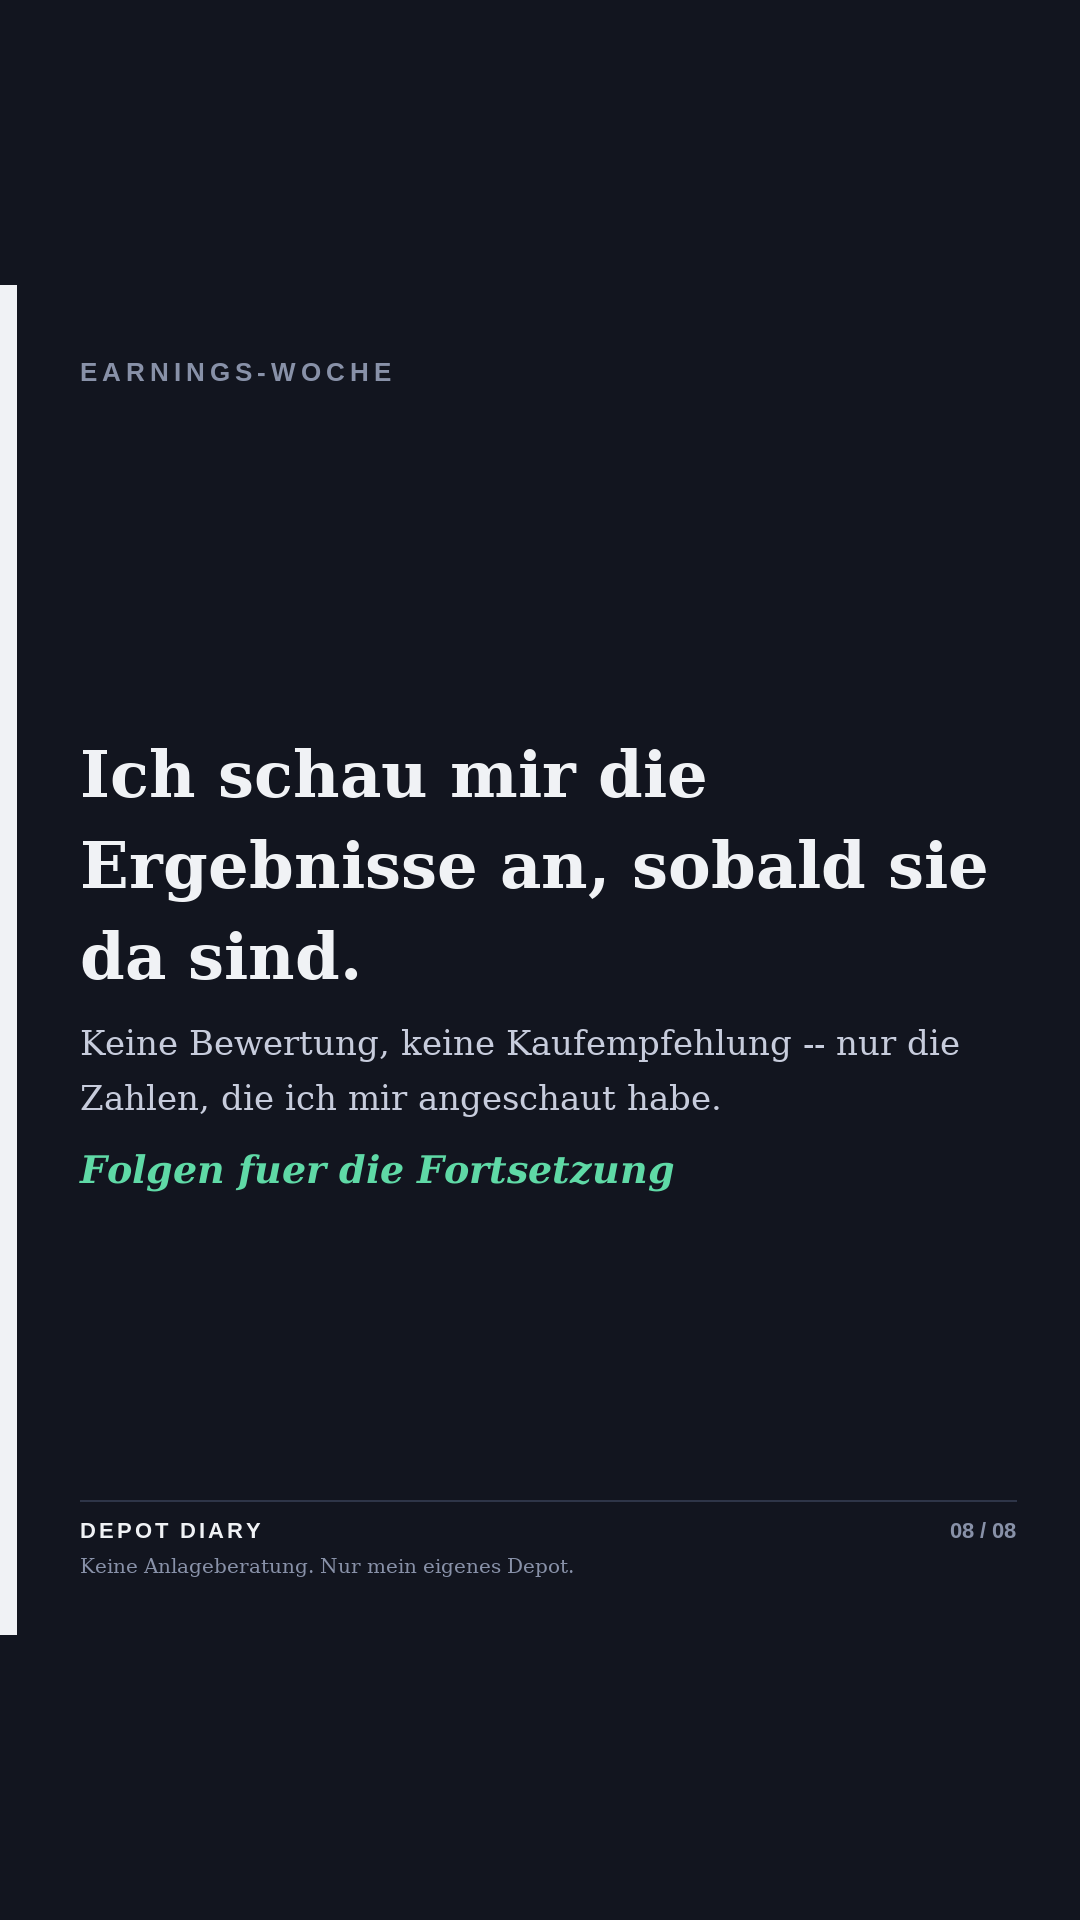 EARNINGS-WOCHE
Ich schau mir die
Ergebnisse an, sobald sie
da sind.
Keine Bewertung, keine Kaufempfehlung -- nur die
Zahlen, die ich mir angeschaut habe.
Folgen fuer die Fortsetzung
DEPOT DIARY
08 / 08
Keine Anlageberatung. Nur mein eigenes Depot.